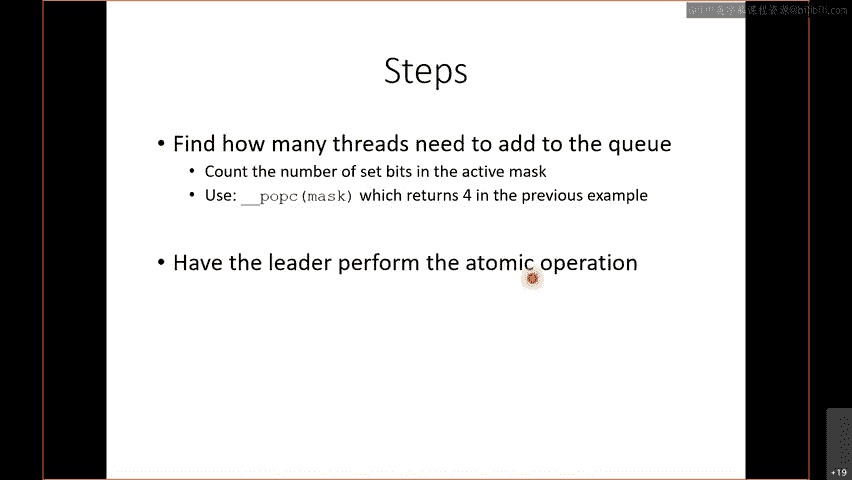 Steps
• Find how many threads need to add to the queue
• Count the number of set bits in the active mask
• Use: __popc(mask) which returns 4 in the previous example
• Have the leader perform the atomic operation
+19